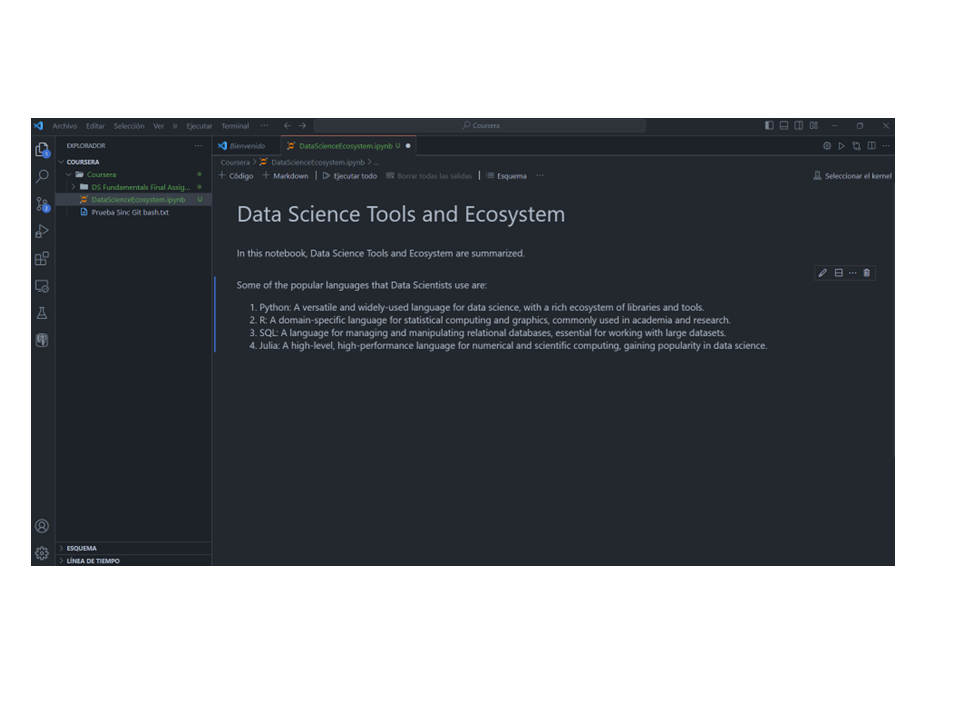 Archivo Editar Selección Ver Ir Ejecutar Terminal ··· Coursera
EXPLORADOR ···
COURSERA
Coursera
DS Fundamentals Final Assig...
DataScienceEcosystem.ipynb U
Prueba Sinc Git bash.txt
ESQUEMA
LÍNEA DE TIEMPO
Bienvenido DataScienceEcosystem.ipynb U
Coursera > DataScienceEcosystem.ipynb > ...
+ Código + Markdown | Ejecutar todo Borrar todas las salidas | Esquema ··· Seleccionar el kernel
Data Science Tools and Ecosystem
In this notebook, Data Science Tools and Ecosystem are summarized.
Some of the popular languages that Data Scientists use are:
1. Python: A versatile and widely-used language for data science, with a rich ecosystem of libraries and tools.
2. R: A domain-specific language for statistical computing and graphics, commonly used in academia and research.
3. SQL: A language for managing and manipulating relational databases, essential for working with large datasets.
4. Julia: A high-level, high-performance language for numerical and scientific computing, gaining popularity in data science.